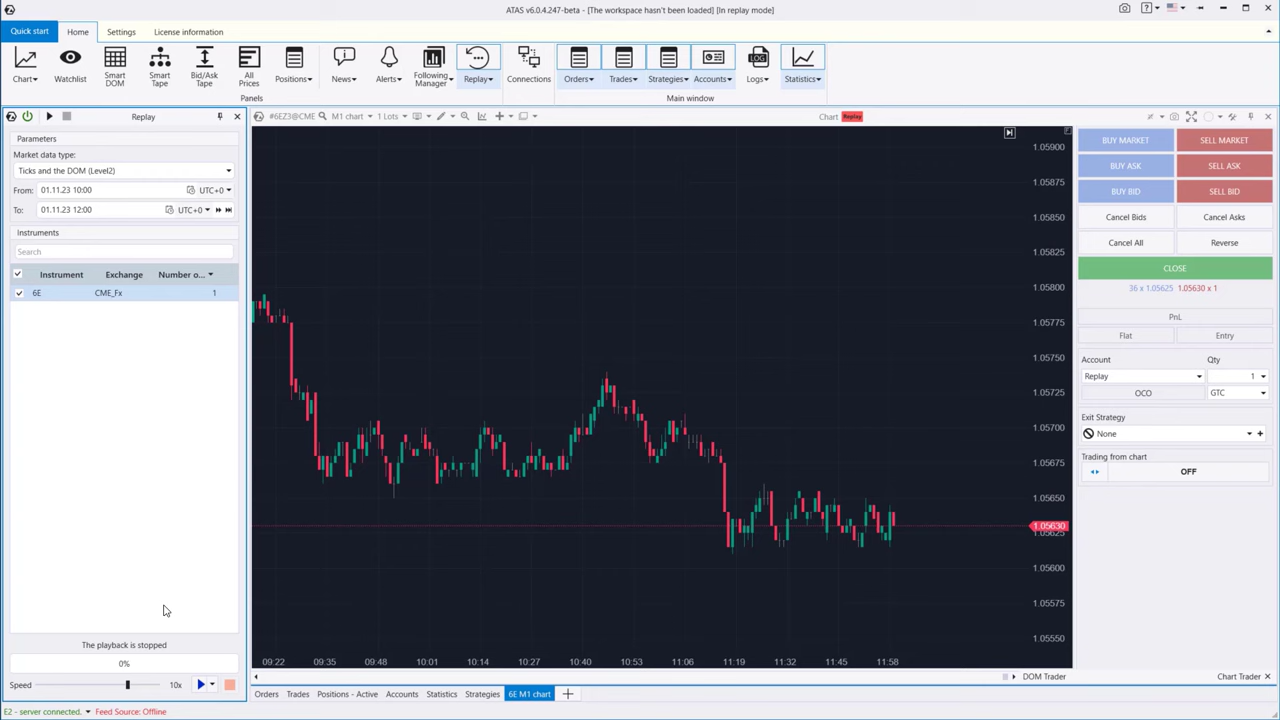 ATAS v6.0.4.247-beta - [The workspace hasn't been loaded] [In replay mode]
Quick start Home Settings License information
Chart Watchlist Smart DOM Smart Tape Bid/Ask Tape All Prices Positions News Alerts Following Manager Replay Connections Orders Trades Strategies Accounts Logs Statistics
LOG
Panels Main window
Replay
#6EZ3@CME M1 chart 1 Lots Chart Replay
Parameters
Market data type:
Ticks and the DOM (Level2)
From: 01.11.23 10:00 UTC+0
To: 01.11.23 12:00 UTC+0
Instruments
Search
Instrument Exchange Number o...
6E CME_Fx 1
The playback is stopped
0%
Speed 10x
1.05900
1.05875
1.05850
1.05825
1.05800
1.05775
1.05750
1.05725
1.05700
1.05675
1.05650
1.05630
1.05625
1.05600
1.05575
1.05550
09:22 09:35 09:48 10:01 10:14 10:27 10:40 10:53 11:06 11:19 11:32 11:45 11:58
BUY MARKET SELL MARKET
BUY ASK SELL ASK
BUY BID SELL BID
Cancel Bids Cancel Asks
Cancel All Reverse
CLOSE
36 x 1.05625 1.05630 x 1
PnL
Flat Entry
Account Qty
Replay 1
OCO GTC
Exit Strategy
None
Trading from chart
OFF
DOM Trader Chart Trader
Orders Trades Positions - Active Accounts Statistics Strategies 6E M1 chart
E2 - server connected. Feed Source: Offline